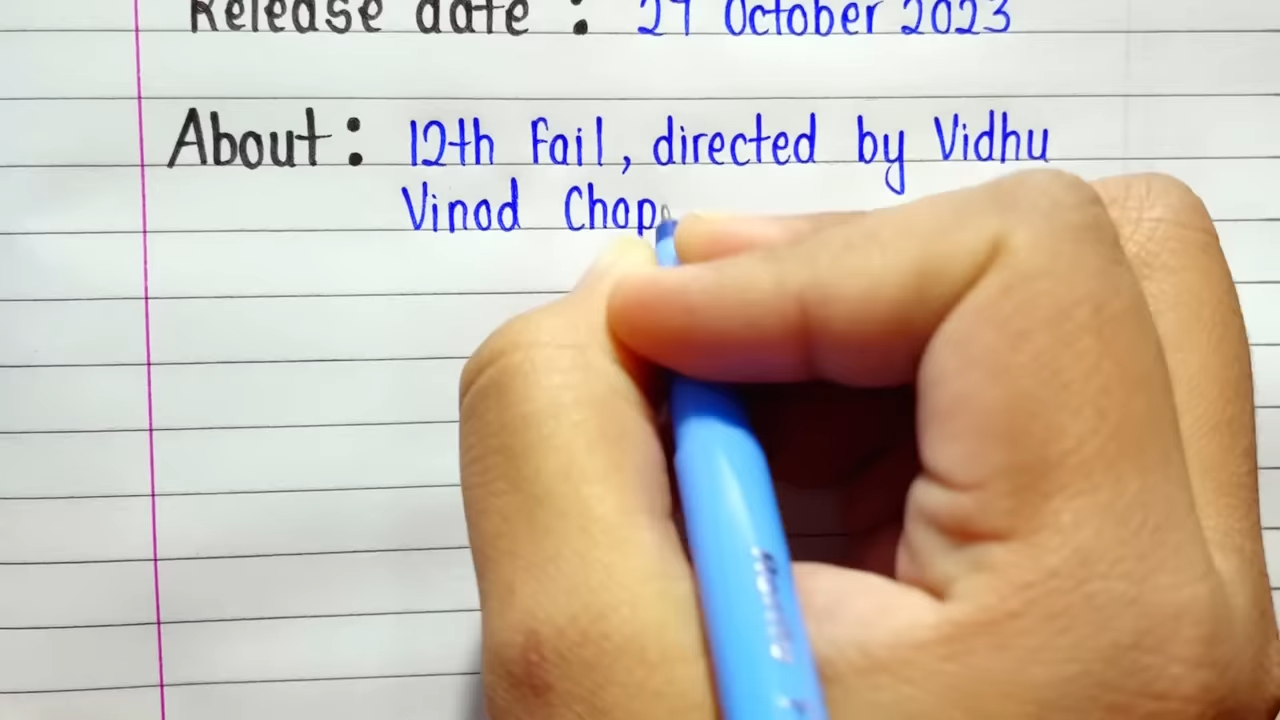 Release date : 27 October 2023
About : 12th Fail, directed by Vidhu
Vinod Chop